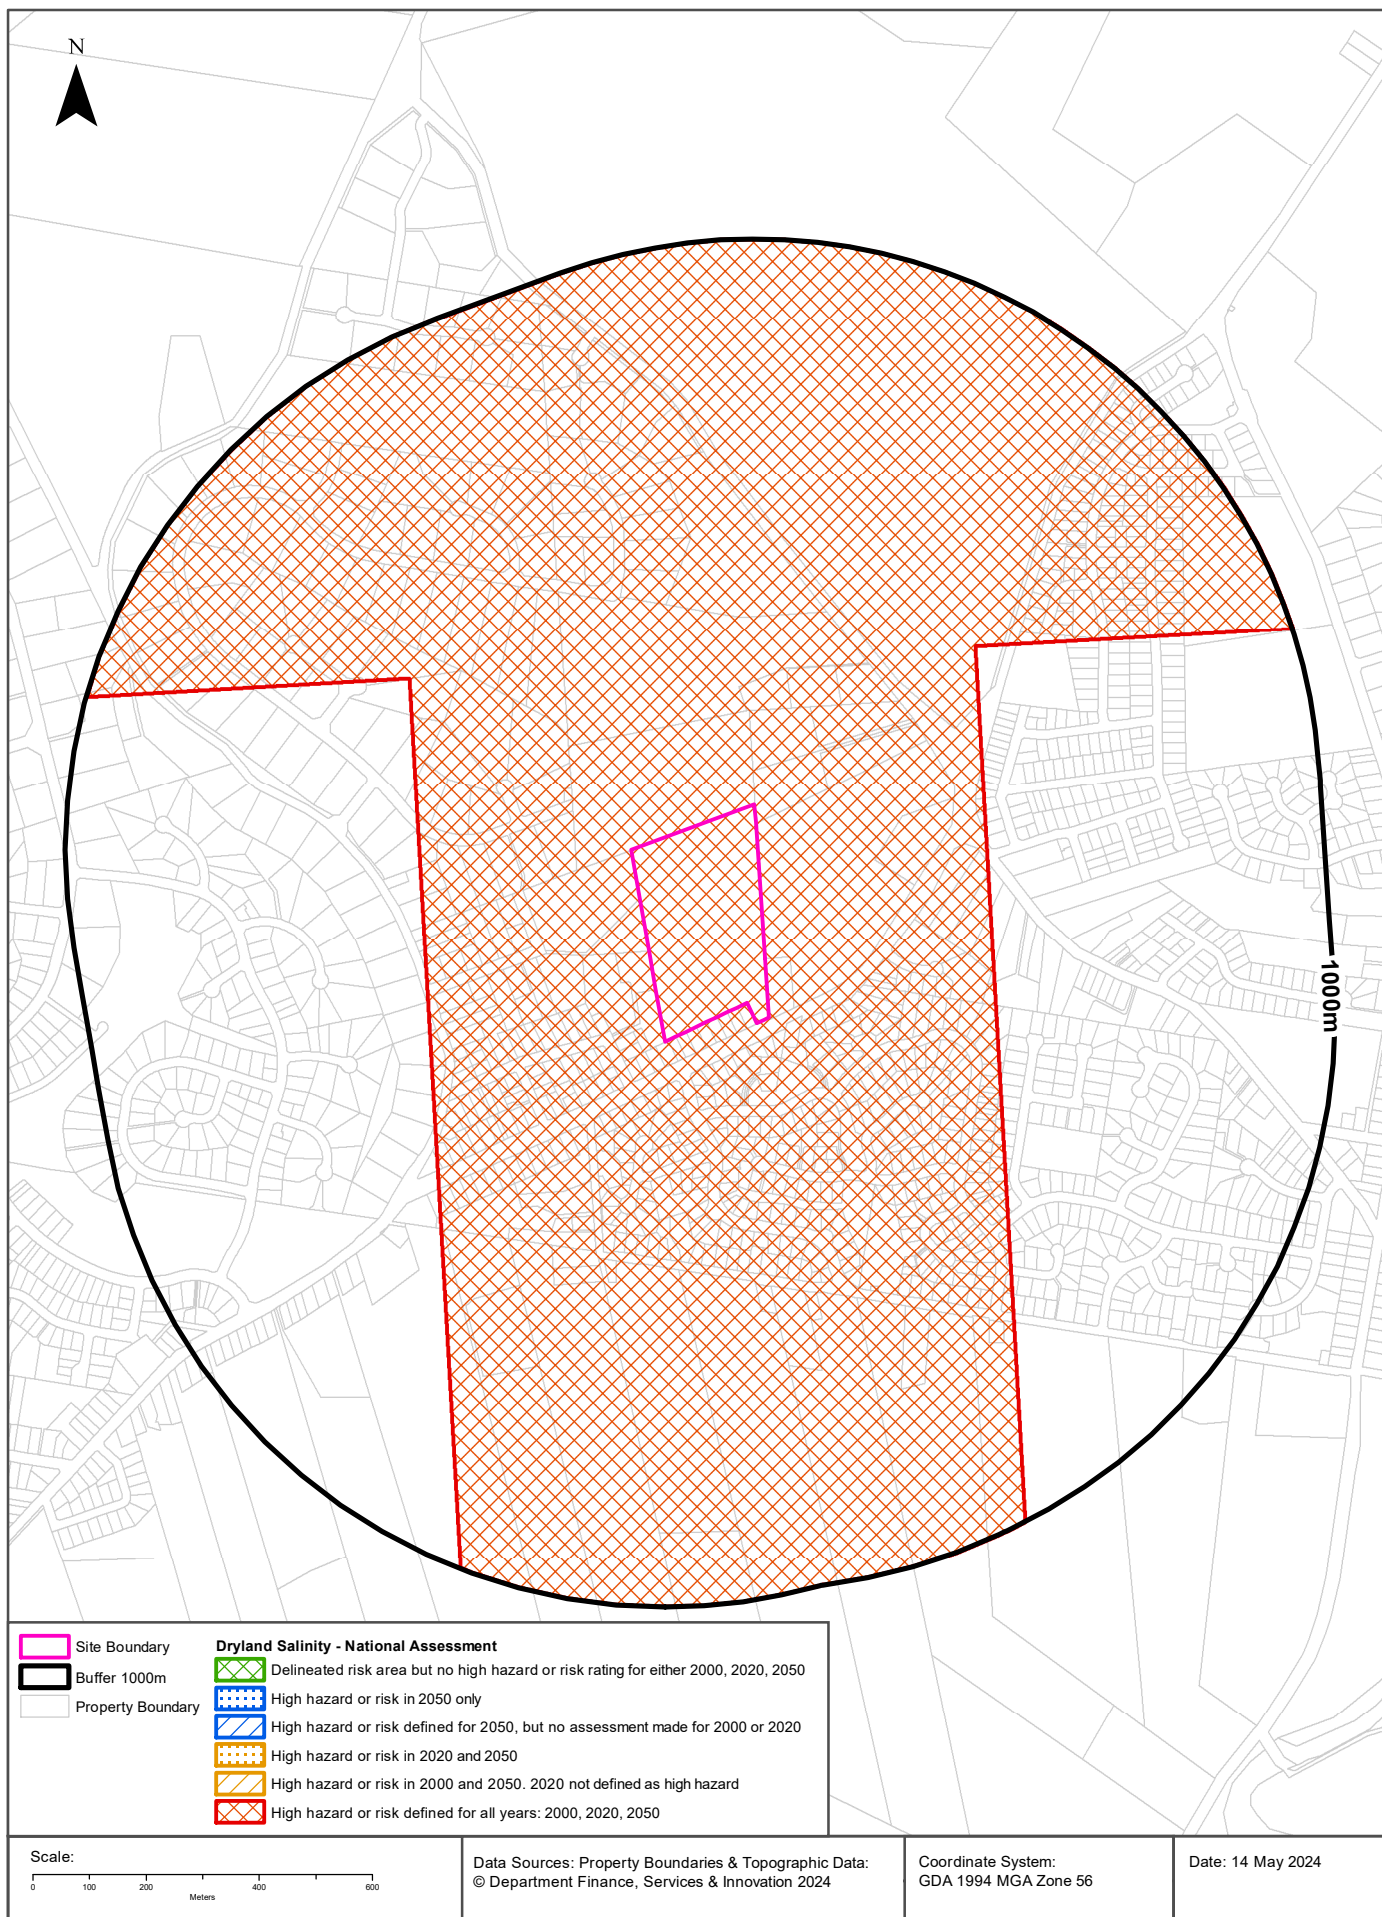 N
1000m
Site Boundary
Buffer 1000m
Property Boundary
Dryland Salinity - National Assessment
Delineated risk area but no high hazard or risk rating for either 2000, 2020, 2050
High hazard or risk in 2050 only
High hazard or risk defined for 2050, but no assessment made for 2000 or 2020
High hazard or risk in 2020 and 2050
High hazard or risk in 2000 and 2050. 2020 not defined as high hazard
High hazard or risk defined for all years: 2000, 2020, 2050
Scale:
0 100 200 400 600
Meters
Data Sources: Property Boundaries & Topographic Data:
© Department Finance, Services & Innovation 2024
Coordinate System:
GDA 1994 MGA Zone 56
Date: 14 May 2024